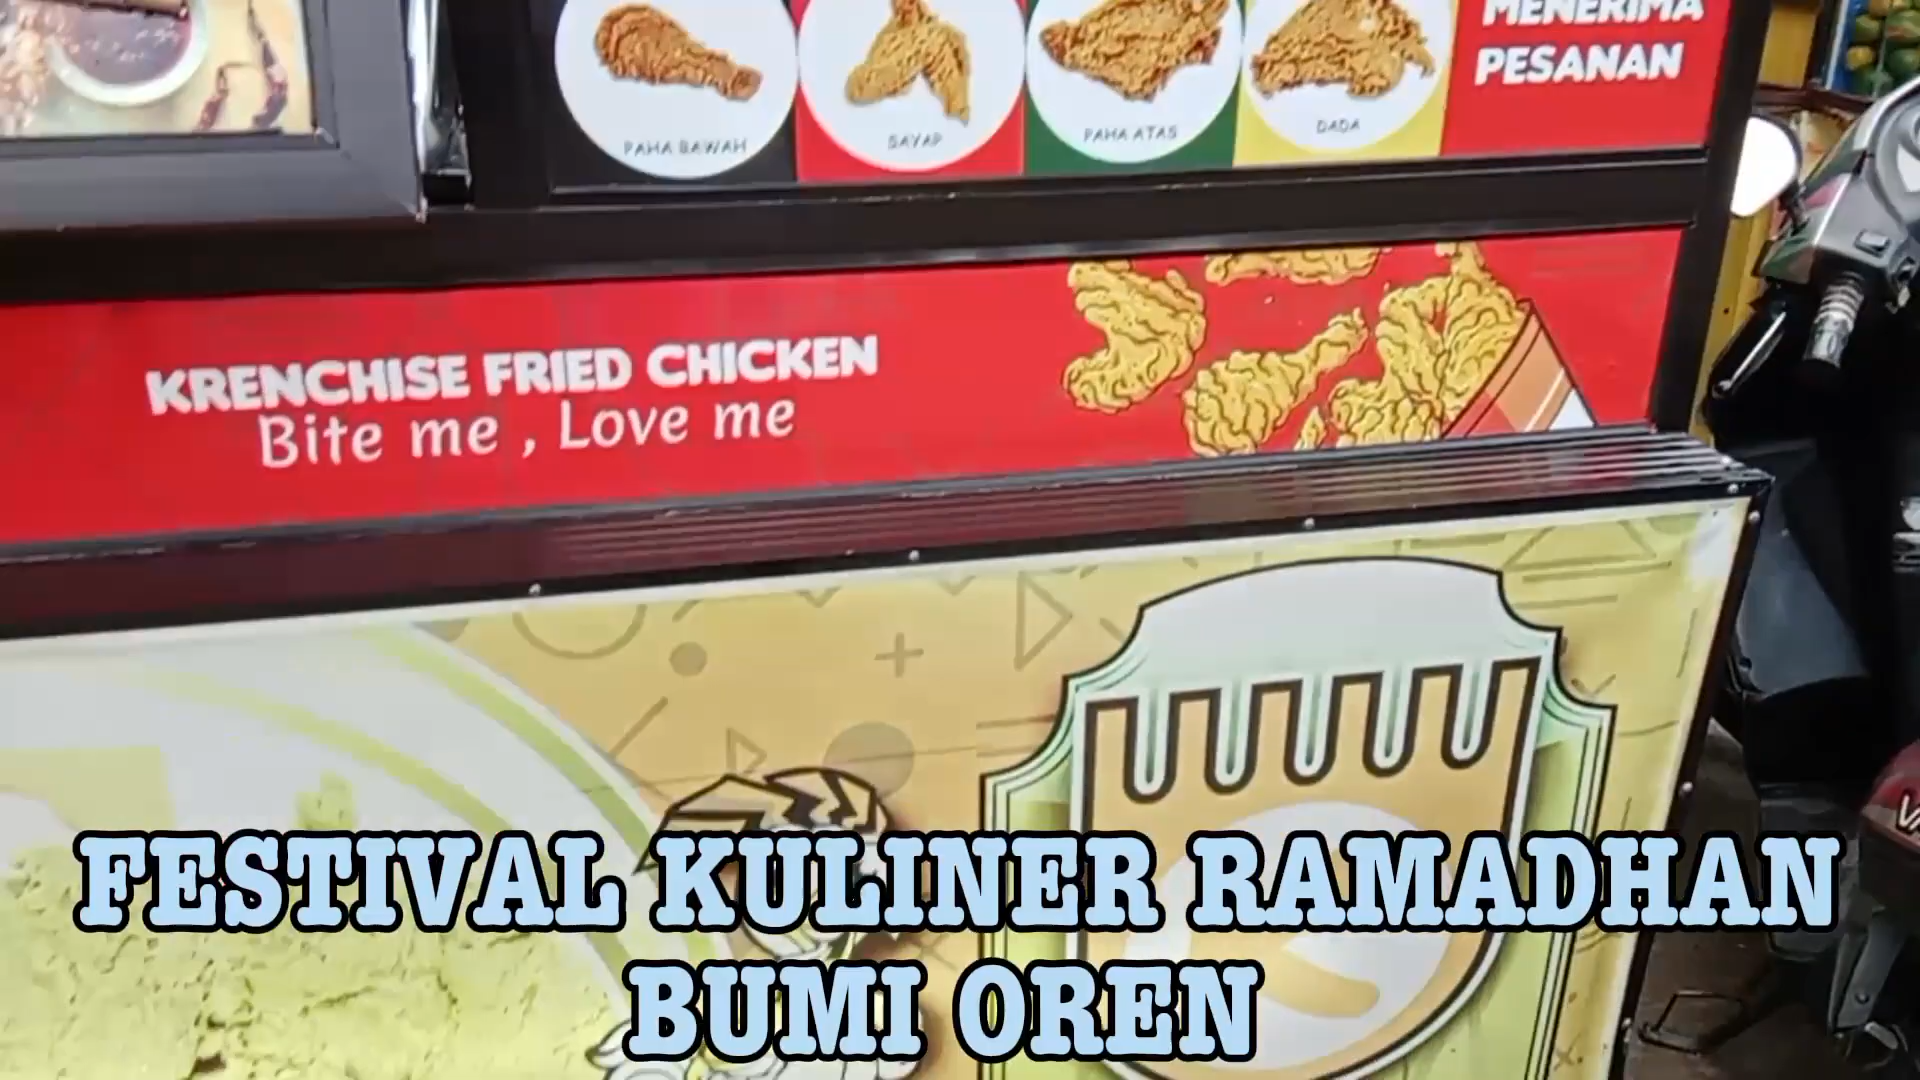 MENERIMA
PESANAN
PAHA BAWAH
SAYAP
PAHA ATAS
DADA
KRENCHISE FRIED CHICKEN
Bite me , Love me
FESTIVAL KULINER RAMADHAN
BUMI OREN